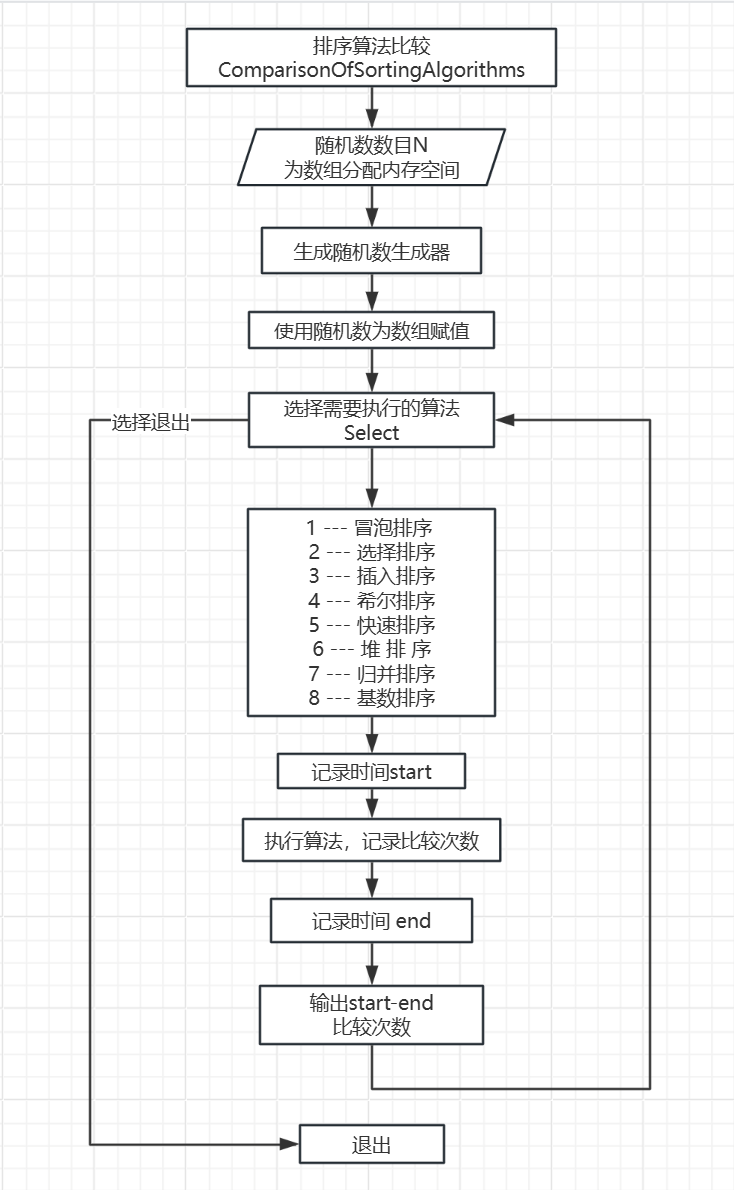 排序算法比较
ComparisonOfSortingAlgorithms
随机数数目N
为数组分配内存空间
生成随机数生成器
使用随机数为数组赋值
选择需要执行的算法
Select
选择退出
1 --- 冒泡排序
2 --- 选择排序
3 --- 插入排序
4 --- 希尔排序
5 --- 快速排序
6 --- 堆 排 序
7 --- 归并排序
8 --- 基数排序
记录时间start
执行算法，记录比较次数
记录时间 end
输出start-end
比较次数
退出